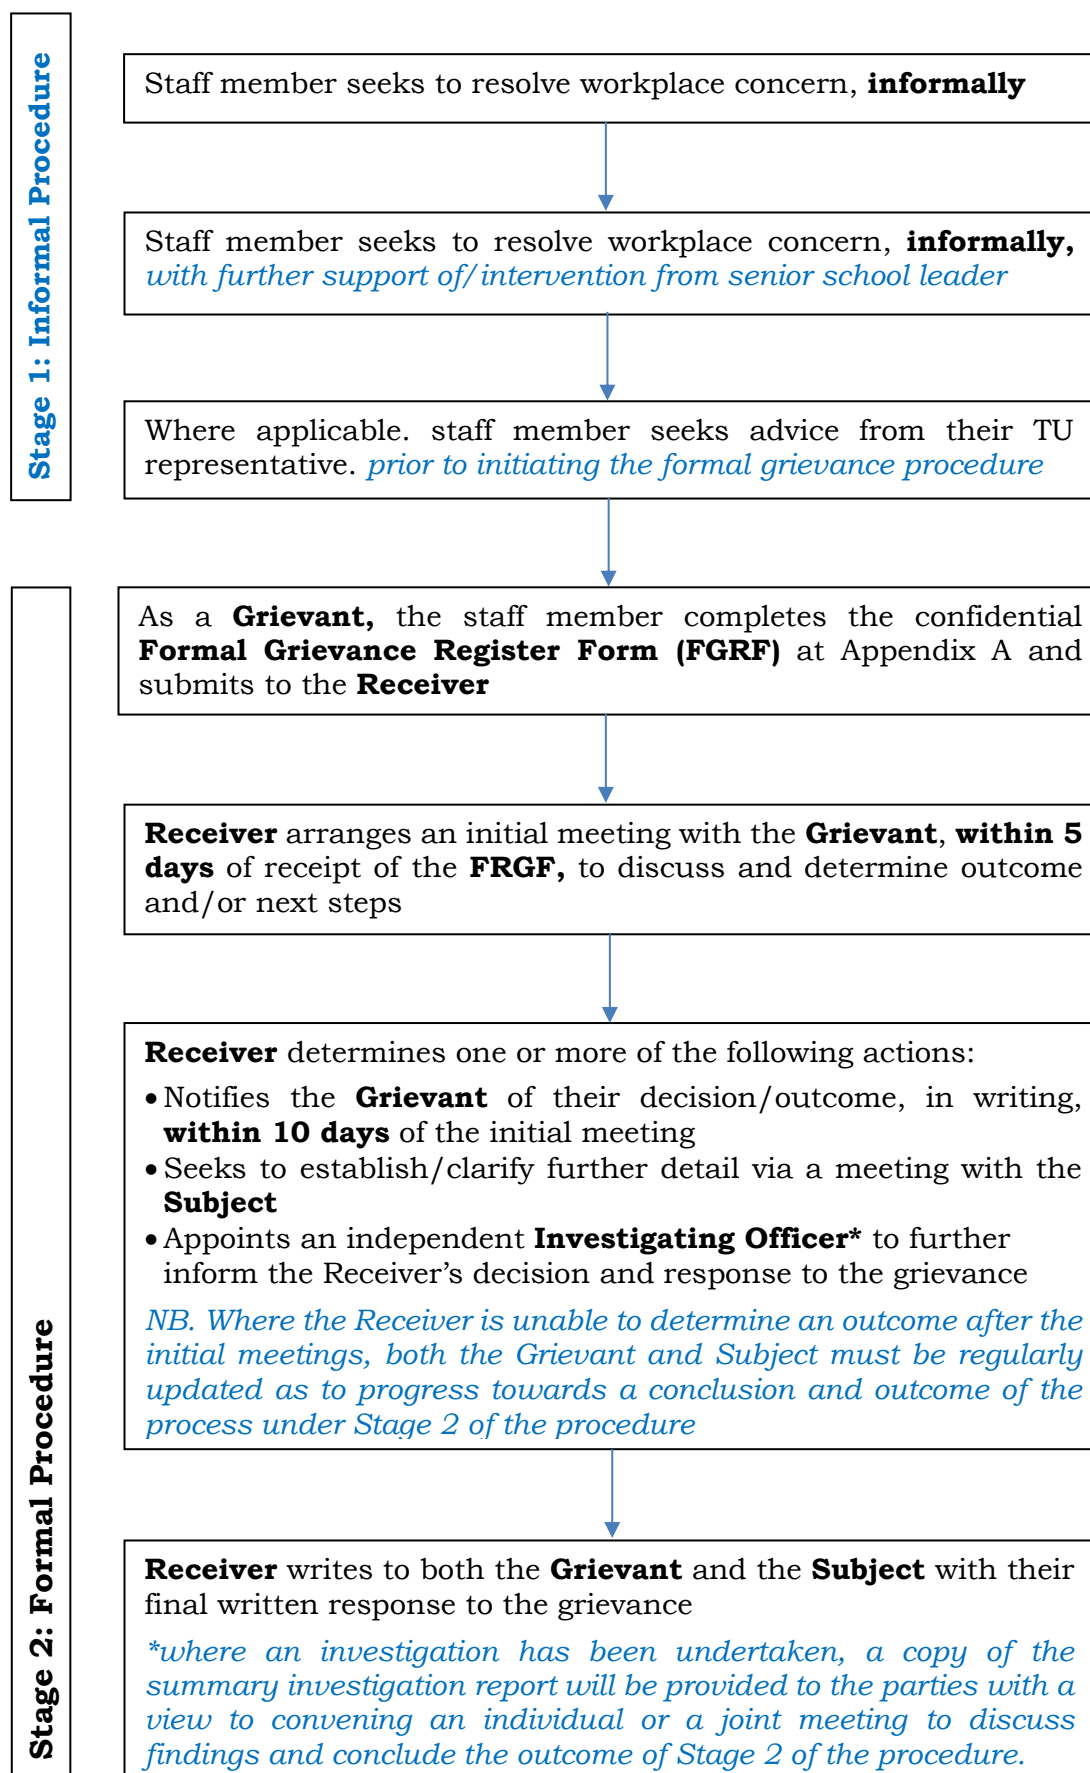 Stage 1: Informal Procedure
Staff member seeks to resolve workplace concern, informally
Staff member seeks to resolve workplace concern, informally,
with further support of/intervention from senior school leader
Where applicable. staff member seeks advice from their TU
representative. prior to initiating the formal grievance procedure
Stage 2: Formal Procedure
As a Grievant, the staff member completes the confidential
Formal Grievance Register Form (FGRF) at Appendix A and
submits to the Receiver
Receiver arranges an initial meeting with the Grievant, within 5
days of receipt of the FRGF, to discuss and determine outcome
and/or next steps
Receiver determines one or more of the following actions:
• Notifies the Grievant of their decision/outcome, in writing,
within 10 days of the initial meeting
• Seeks to establish/clarify further detail via a meeting with the
Subject
• Appoints an independent Investigating Officer* to further
inform the Receiver's decision and response to the grievance
NB. Where the Receiver is unable to determine an outcome after the
initial meetings, both the Grievant and Subject must be regularly
updated as to progress towards a conclusion and outcome of the
process under Stage 2 of the procedure
Receiver writes to both the Grievant and the Subject with their
final written response to the grievance
*where an investigation has been undertaken, a copy of the
summary investigation report will be provided to the parties with a
view to convening an individual or a joint meeting to discuss
findings and conclude the outcome of Stage 2 of the procedure.